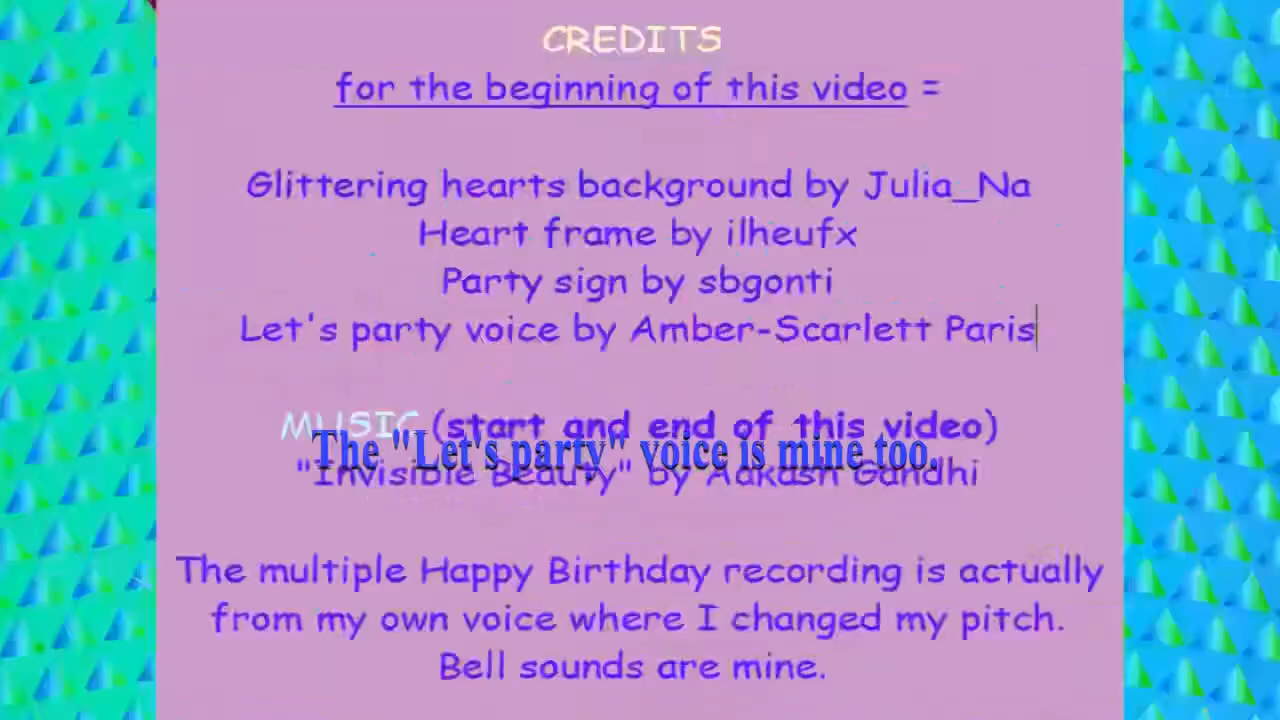 CREDITS
for the beginning of this video =
Glittering hearts background by Julia_Na
Heart frame by ilheufx
Party sign by sbgonti
Let's party voice by Amber-Scarlett Paris
MUSIC (start and end of this video)
The "Let's party" voice is mine too.
"Invisible Beauty" by Aakash Gandhi
The multiple Happy Birthday recording is actually
from my own voice where I changed my pitch.
Bell sounds are mine.